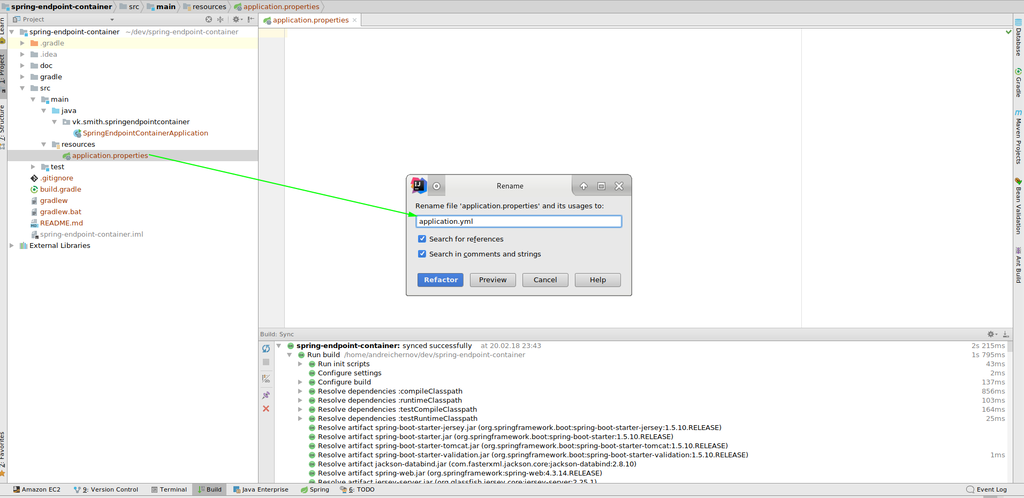 spring-endpoint-container src main resources application.properties
Project
application.properties
spring-endpoint-container ~/dev/spring-endpoint-container
.gradle
.idea
doc
gradle
src
main
java
vk.smith.springendpointcontainer
SpringEndpointContainerApplication
resources
application.properties
test
.gitignore
build.gradle
gradlew
gradlew.bat
README.md
spring-endpoint-container.iml
External Libraries
Learn
1: Project
Z: Structure
2: Favorites
Rename
Rename file 'application.properties' and its usages to:
application.yml
Search for references
Search in comments and strings
Refactor
Preview
Cancel
Help
Database
Gradle
Maven Projects
Bean Validation
Ant Build
Build: Sync
spring-endpoint-container: synced successfully at 20.02.18 23:43 2s 215ms
Run build /home/andreichernov/dev/spring-endpoint-container 1s 795ms
Run init scripts 43ms
Configure settings 2ms
Configure build 137ms
Resolve dependencies :compileClasspath 856ms
Resolve dependencies :runtimeClasspath 103ms
Resolve dependencies :testCompileClasspath 164ms
Resolve dependencies :testRuntimeClasspath 25ms
Resolve artifact spring-boot-starter-jersey.jar (org.springframework.boot:spring-boot-starter-jersey:1.5.10.RELEASE)
Resolve artifact spring-boot-starter.jar (org.springframework.boot:spring-boot-starter:1.5.10.RELEASE)
Resolve artifact spring-boot-starter-tomcat.jar (org.springframework.boot:spring-boot-starter-tomcat:1.5.10.RELEASE)
Resolve artifact spring-boot-starter-validation.jar (org.springframework.boot:spring-boot-starter-validation:1.5.10.RELEASE) 1ms
Resolve artifact jackson-databind.jar (com.fasterxml.jackson.core:jackson-databind:2.8.10)
Resolve artifact spring-web.jar (org.springframework:spring-web:4.3.14.RELEASE)
Resolve artifact jersey-server.jar (org.glassfish.jersey.core:jersey-server:2.25.1)
Amazon EC2 9: Version Control Terminal Build Java Enterprise Spring 6: TODO Event Log